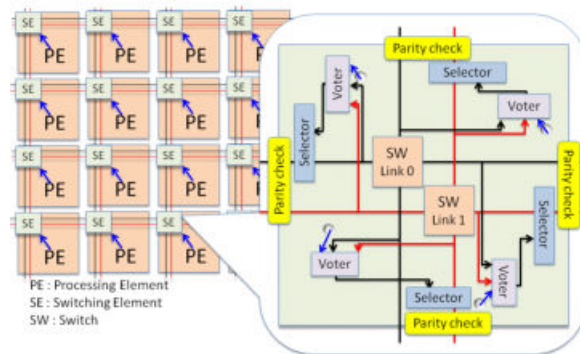 SE
PE
SE
PE
SE
PE
SE
PE
SE
PE
SE
PE
SE
PE
SE
PE
SE
PE
SE
PE
SE
PE
SE
PE
SE
PE
SE
PE
SE
PE
SE
PE : Processing Element
SE : Switching Element
SW : Switch
Parity check
Selector
Voter
Voter
Selector
Parity check
SW
Link 0
Parity check
SW
Link 1
Selector
Voter
Voter
Selector
Parity check